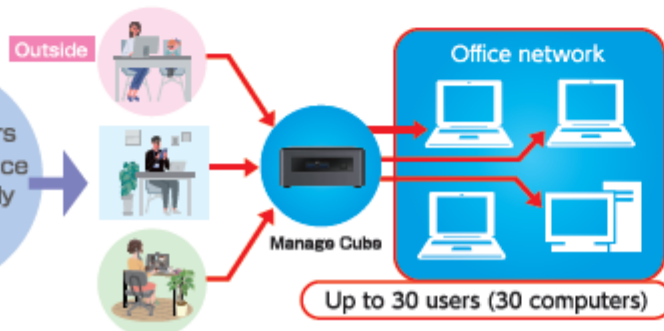 Outside
Office network
Manage Cube
Up to 30 users (30 computers)